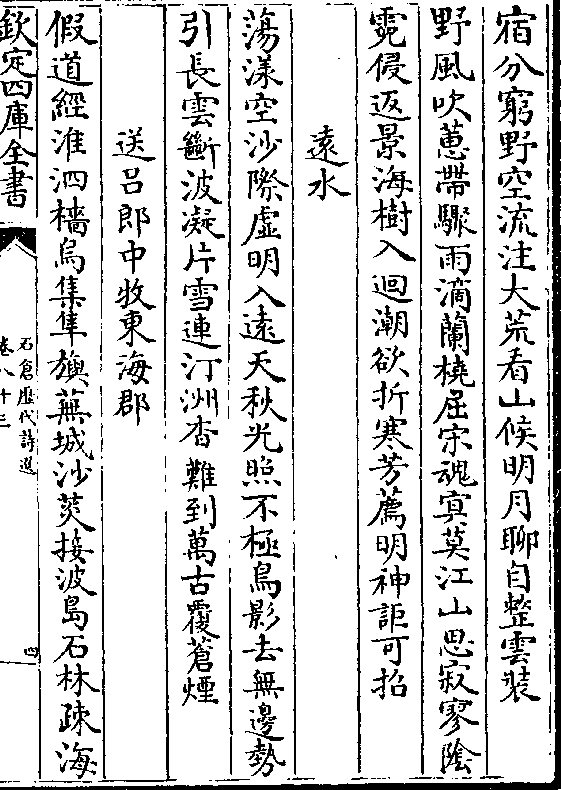 宿分窮野空流注大荒看山候明月聊自整雲裝
野風吹蕙帶驟雨滴蘭橈屈宋魂冥莫江山思寂寥陰
霓侵返景海樹入迴潮欲折寒芳薦明神詎可招
遠水
蕩漾空沙際虛明入遠天秋光照不極鳥影去無邊勢
引長雲斷波凝片雪連汀洲杳難到萬古覆蒼煙
送呂郎中牧東海郡
假道經淮泗檣烏集隼旟蕪城沙荚接波島石林疎海
欽定四庫全書
石倉歷代詩選
卷八十三
四